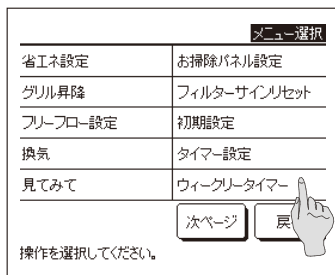 メニュー選択
省エネ設定 お掃除パネル設定
グリル昇降 フィルターサインリセット
フリーフロー設定 初期設定
換気 タイマー設定
見てみて ウィークリータイマー
次ページ 戻
操作を選択してください。